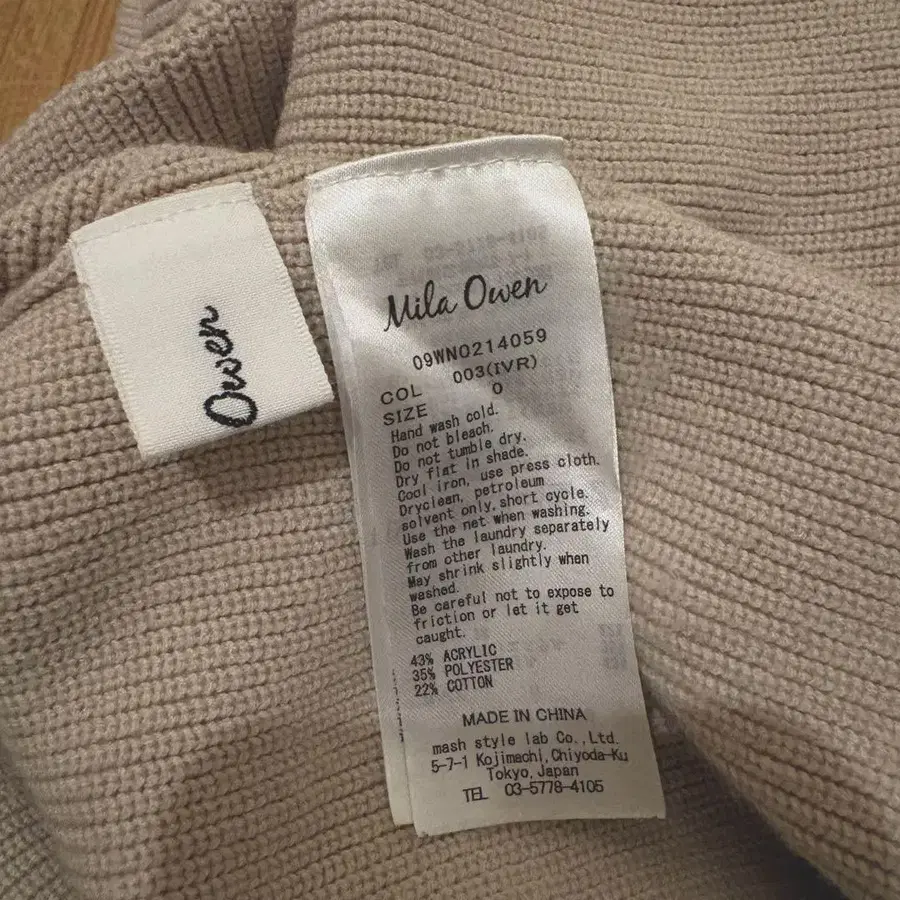 Owen
Mila Owen
09WN0214059
COL 003(IVR)
SIZE 0
Hand wash cold.
Do not bleach.
Do not tumble dry.
Dry flat in shade.
Cool iron, use press cloth.
Dryclean, petroleum
solvent only, short cycle.
Use the net when washing.
Wash the laundry separately
from other laundry.
May shrink slightly when
washed.
Be careful not to expose to
friction or let it get
caught.
43% ACRYLIC
35% POLYESTER
22% COTTON
MADE IN CHINA
mash style lab Co., Ltd.
5-7-1 Kojimachi, Chiyoda-Ku
Tokyo, Japan
TEL 03-5778-4105